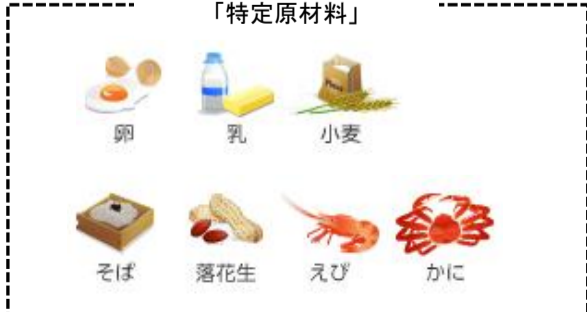 「特定原材料」
卵 乳 小麦
そば 落花生 えび かに